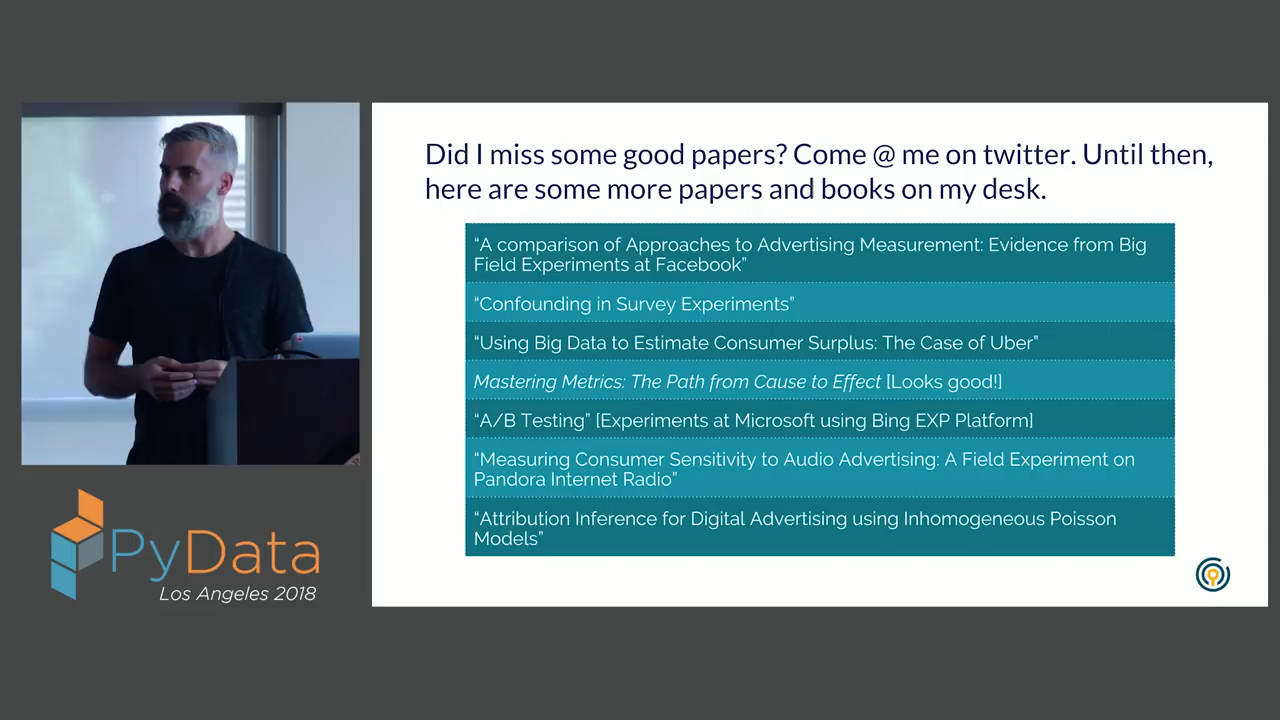 Did I miss some good papers? Come @ me on twitter. Until then,
here are some more papers and books on my desk.
“A comparison of Approaches to Advertising Measurement: Evidence from Big
Field Experiments at Facebook”
“Confounding in Survey Experiments”
“Using Big Data to Estimate Consumer Surplus: The Case of Uber”
Mastering Metrics: The Path from Cause to Effect [Looks good!]
“A/B Testing” [Experiments at Microsoft using Bing EXP Platform]
“Measuring Consumer Sensitivity to Audio Advertising: A Field Experiment on
Pandora Internet Radio”
“Attribution Inference for Digital Advertising using Inhomogeneous Poisson
Models”
PyData
Los Angeles 2018